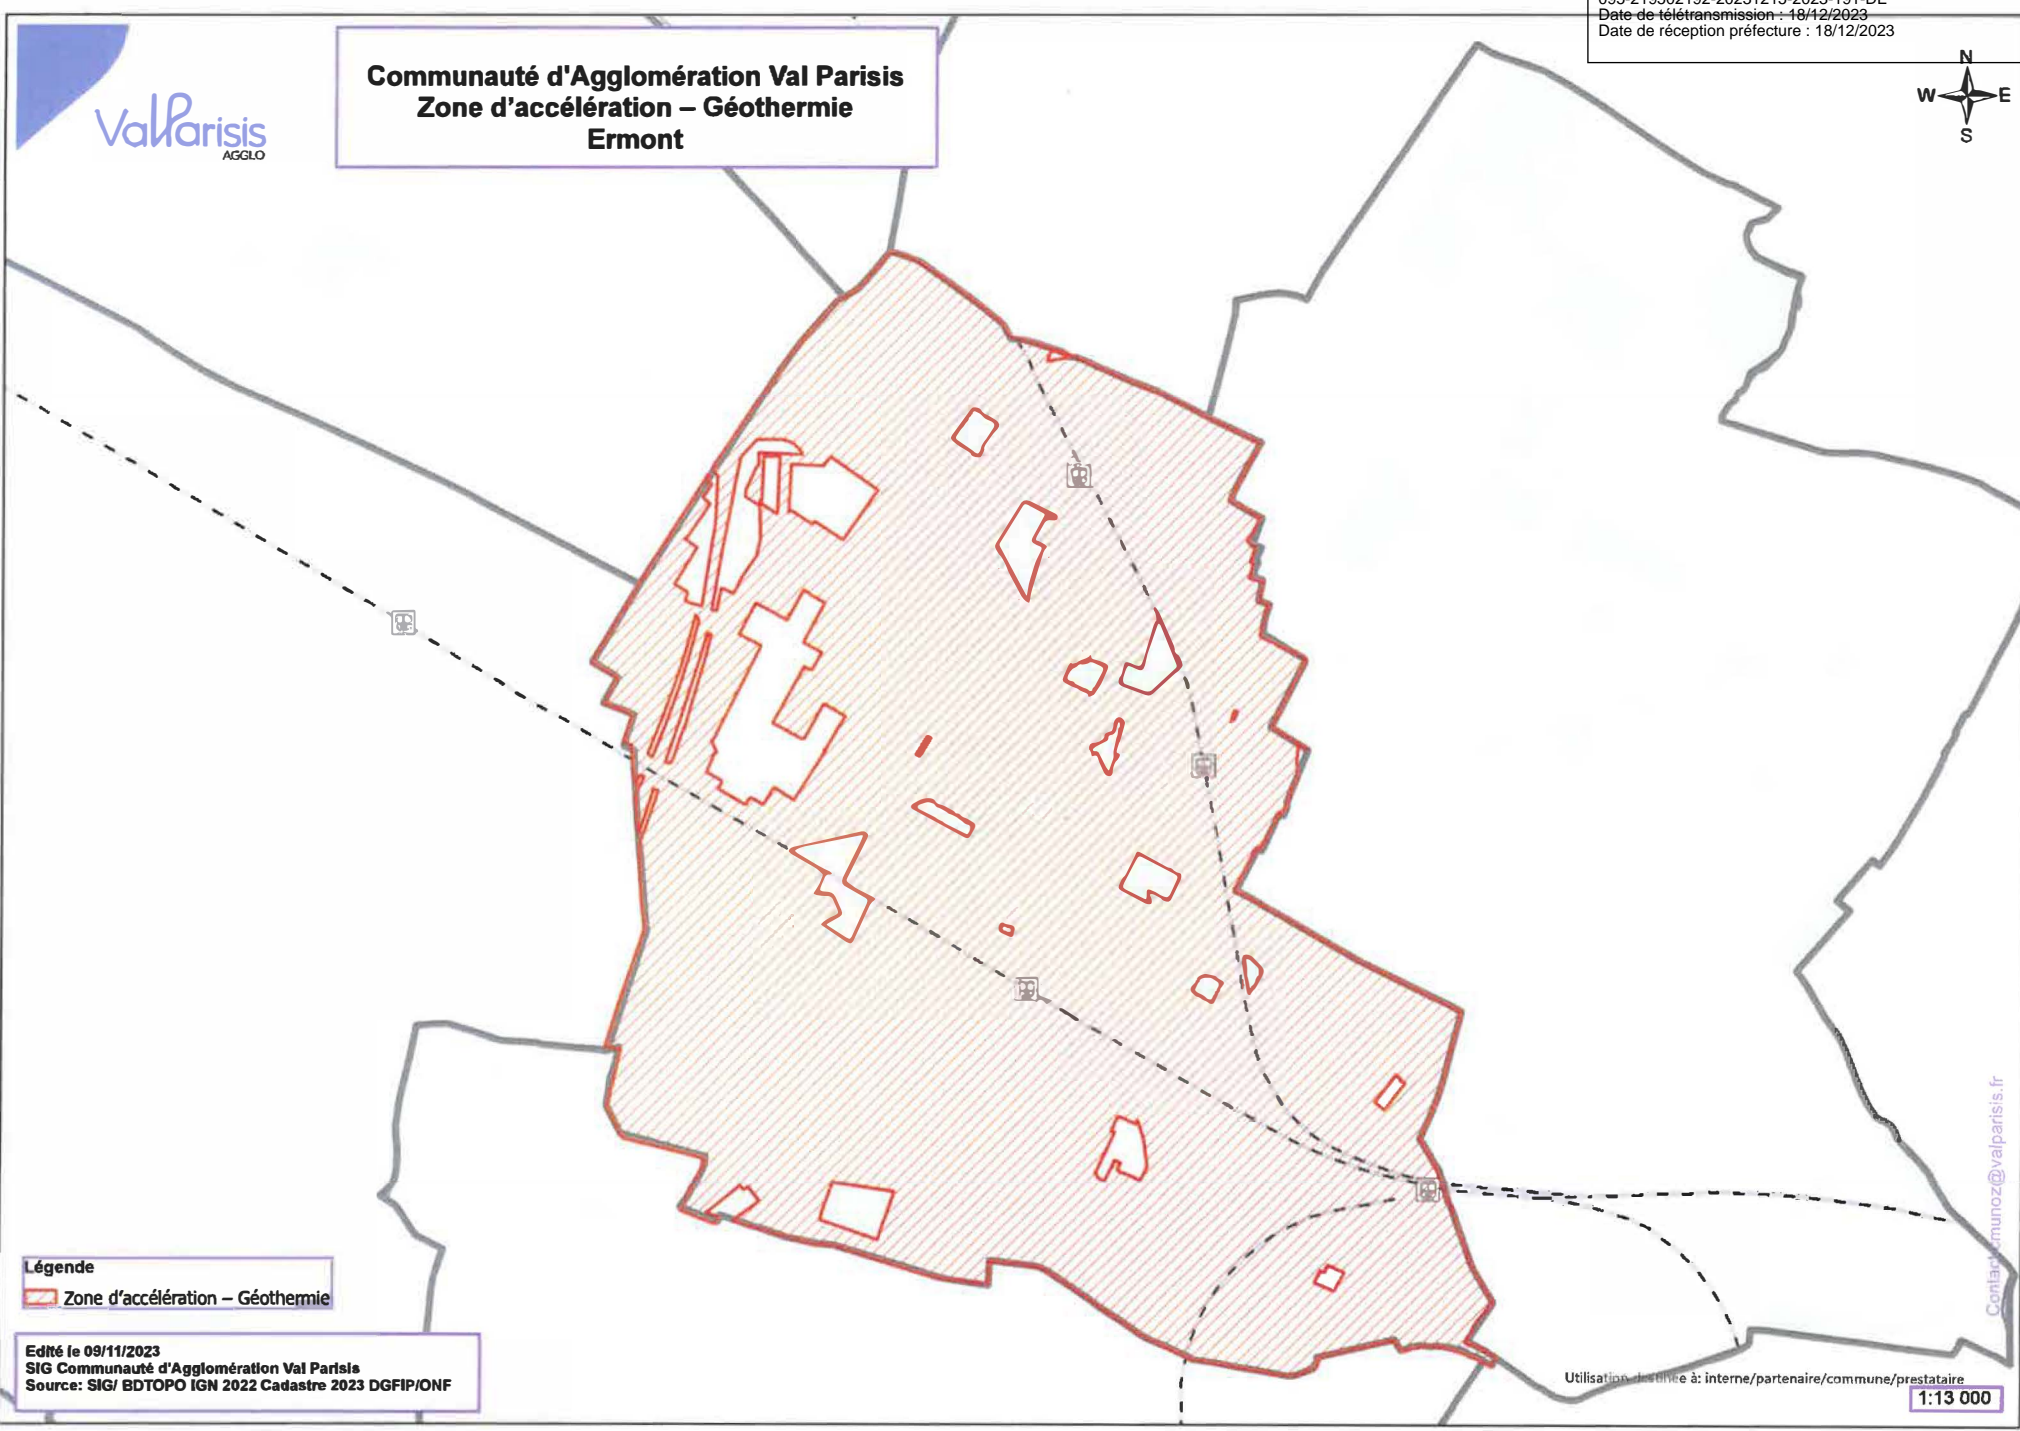 Date de télétransmission : 18/12/2023
Date de réception préfecture : 18/12/2023
ValParisis
AGGLO
Communauté d'Agglomération Val Parisis
Zone d'accélération – Géothermie
Ermont
N
W E
S
Légende
Zone d'accélération – Géothermie
Edité le 09/11/2023
SIG Communauté d'Agglomération Val Parisis
Source: SIG/ BDTOPO IGN 2022 Cadastre 2023 DGFIP/ONF
Utilisation destinée à: interne/partenaire/commune/prestataire
1:13 000